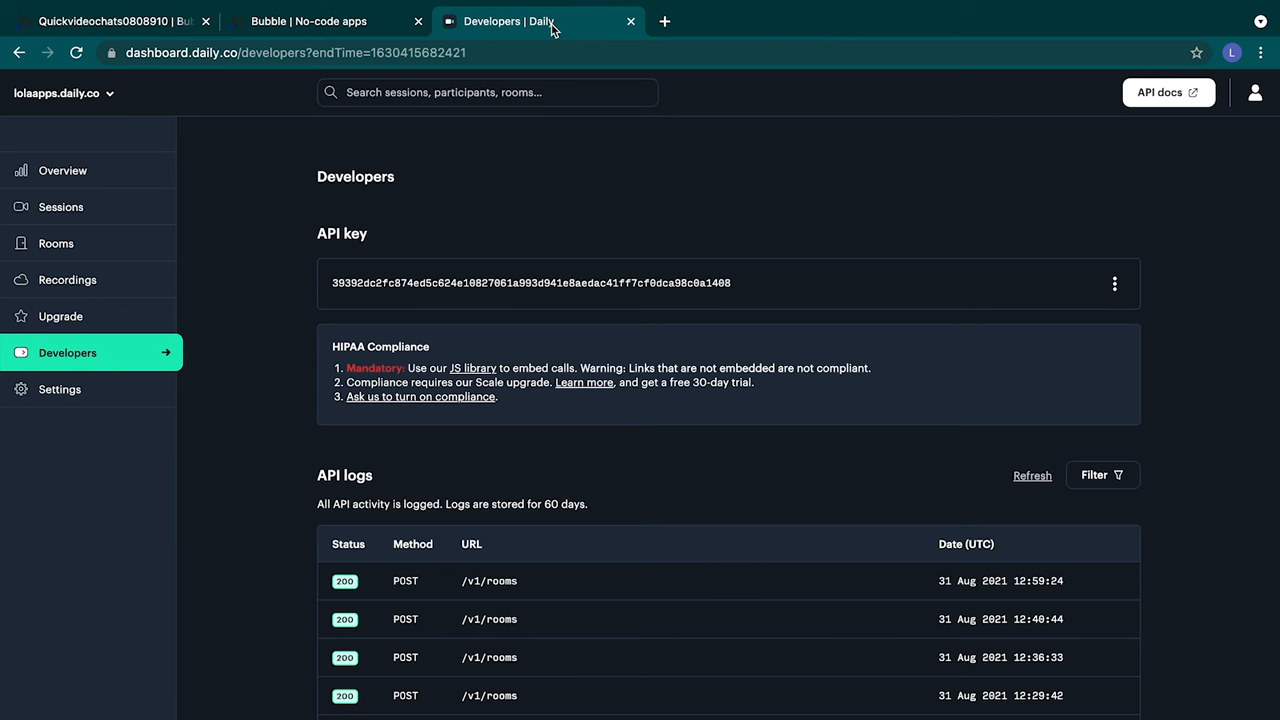 Quickvideochats0808910 | Bub
Bubble | No-code apps
Developers | Daily
dashboard.daily.co/developers?endTime=1630415682421
L
lolaapps.daily.co
Search sessions, participants, rooms...
API docs
Overview
Sessions
Rooms
Recordings
Upgrade
Developers
Settings
Developers
API key
39392dc2fc874ed5c624e10827061a993d941e8aedac41ff7cf0dca98c0a1408
HIPAA Compliance
1. Mandatory: Use our JS library to embed calls. Warning: Links that are not embedded are not compliant.
2. Compliance requires our Scale upgrade. Learn more, and get a free 30-day trial.
3. Ask us to turn on compliance.
API logs
Refresh
Filter
All API activity is logged. Logs are stored for 60 days.
Status Method URL Date (UTC)
200 POST /v1/rooms 31 Aug 2021 12:59:24
200 POST /v1/rooms 31 Aug 2021 12:40:44
200 POST /v1/rooms 31 Aug 2021 12:36:33
200 POST /v1/rooms 31 Aug 2021 12:29:42